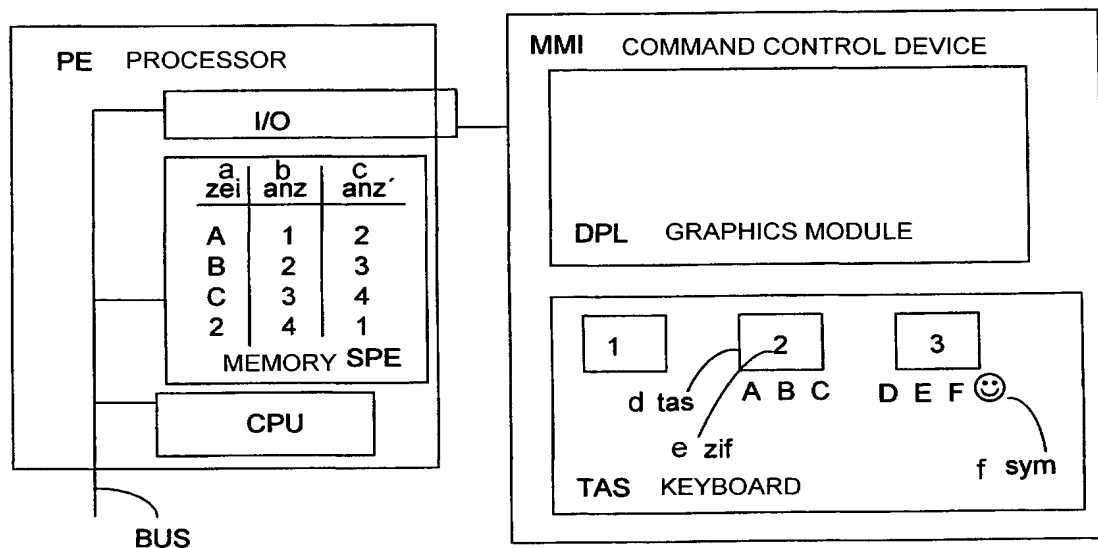 PE PROCESSOR
I/O
a b c
zei anz anz´
A 1 2
B 2 3
C 3 4
2 4 1
MEMORY SPE
CPU
BUS
MMI COMMAND CONTROL DEVICE
DPL GRAPHICS MODULE
1 2 3
A B C D E F
d tas
e zif
f sym
TAS KEYBOARD